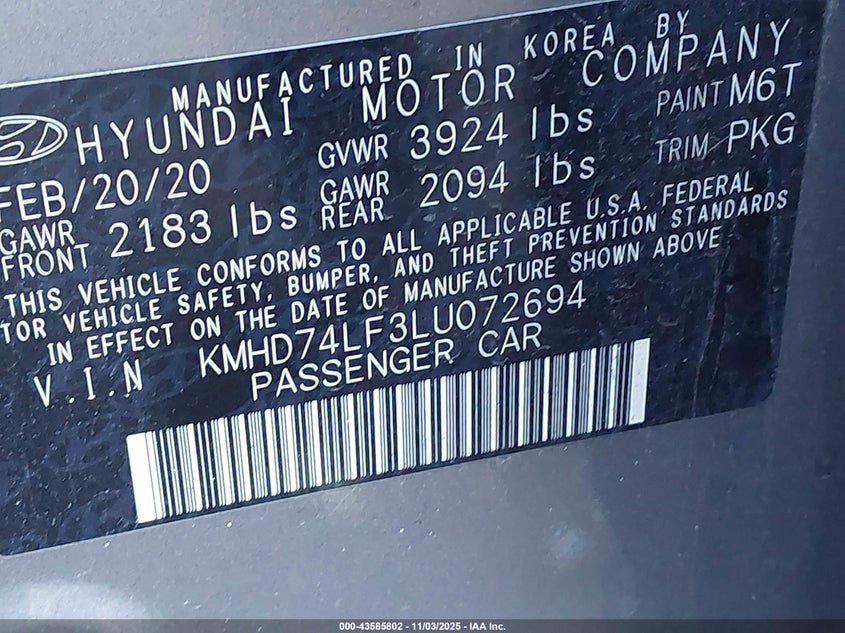 MANUFACTURED IN KOREA BY
HYUNDAI MOTOR COMPANY
FEB/20/20 GVWR 3924 lbs PAINT M6T
GAWR FRONT 2183 lbs GAWR REAR 2094 lbs TRIM PKG
THIS VEHICLE CONFORMS TO ALL APPLICABLE U.S.A. FEDERAL
TOR VEHICLE SAFETY, BUMPER, AND THEFT PREVENTION STANDARDS
IN EFFECT ON THE DATE OF MANUFACTURE SHOWN ABOVE
V.I.N KMHD74LF3LU072694
PASSENGER CAR
000-43585802 - 11/03/2025 - IAA Inc.